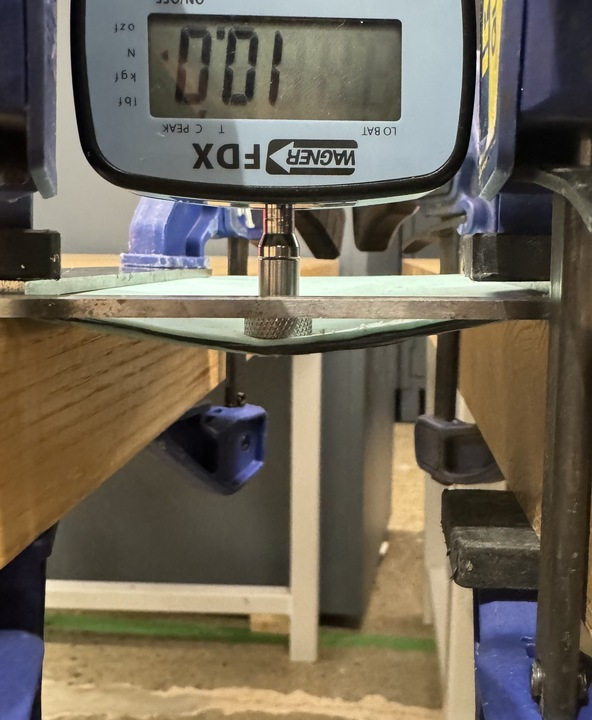 WAGNER FDX
LO BAT T C PEAK
10.0
lbf
kgf
N
ozf
ON/OFF